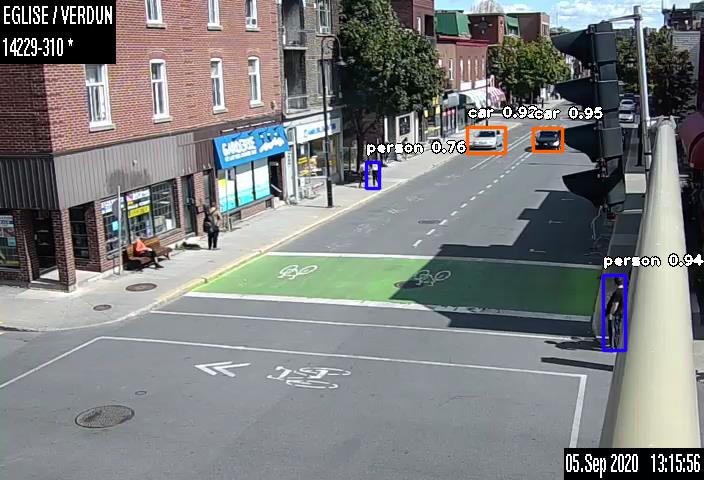 EGLISE / VERDUN
14229-310 *
car 0.92
car 0.95
person 0.76
GARDERIE
person 0.94
05.Sep 2020 13:15:56